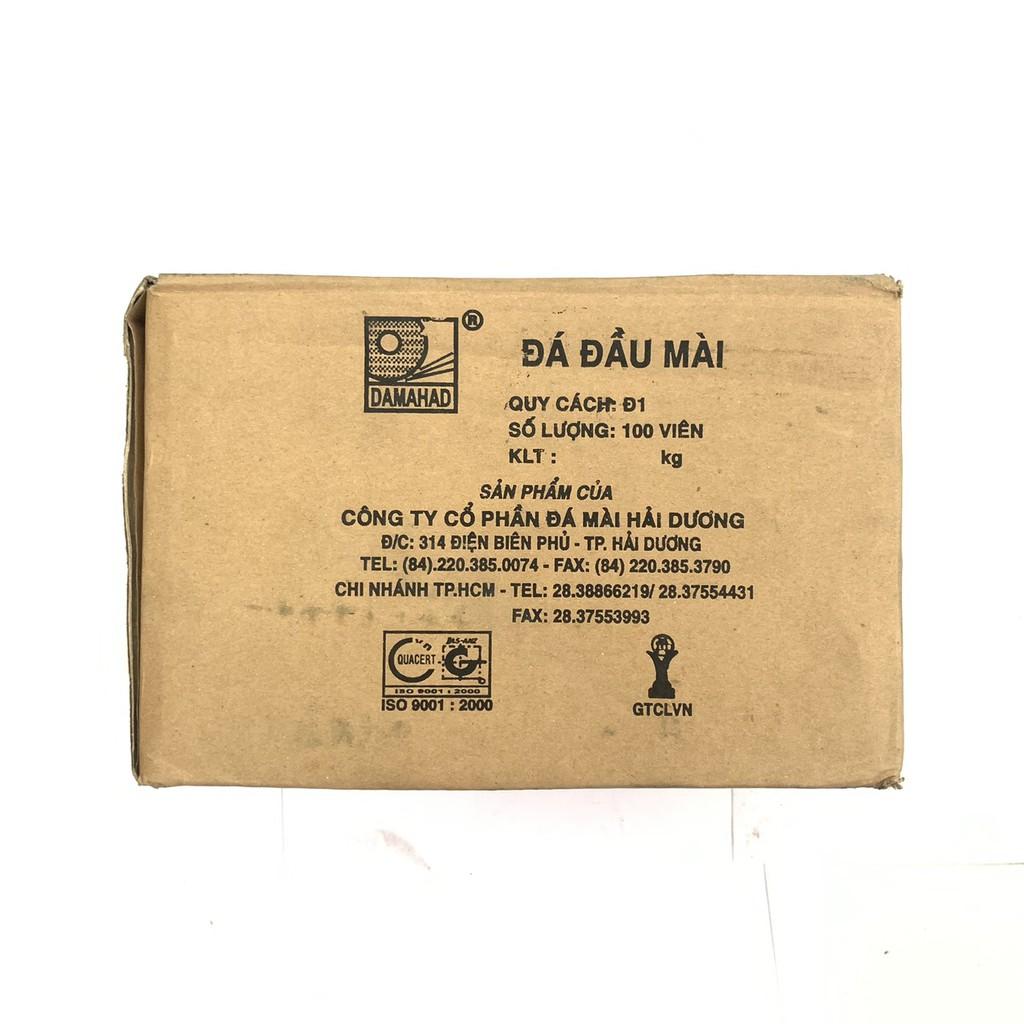 ®
DAMAHAD
ĐÁ ĐẦU MÀI
QUY CÁCH: Đ1
SỐ LƯỢNG: 100 VIÊN
KLT : kg
SẢN PHẨM CỦA
CÔNG TY CỔ PHẦN ĐÁ MÀI HẢI DƯƠNG
Đ/C: 314 ĐIỆN BIÊN PHỦ - TP. HẢI DƯƠNG
TEL: (84).220.385.0074 - FAX: (84) 220.385.3790
CHI NHÁNH TP.HCM - TEL: 28.38866219/ 28.37554431
FAX: 28.37553993
QUACERT
ISO 9001 : 2000
ISO 9001 : 2000
GTCLVN